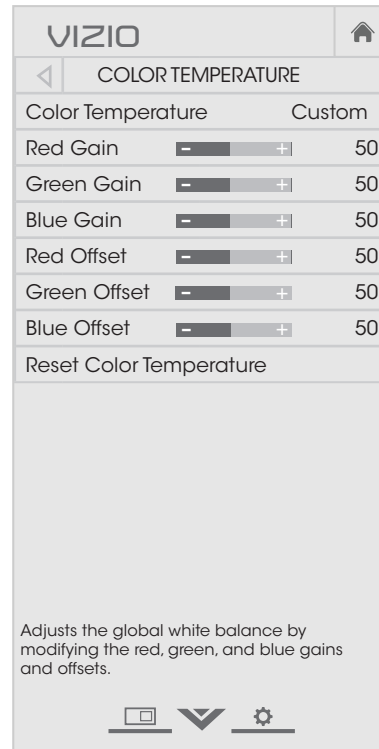 VIZIO
COLOR TEMPERATURE
Color Temperature Custom
Red Gain - + 50
Green Gain - + 50
Blue Gain - + 50
Red Offset - + 50
Green Offset - + 50
Blue Offset - + 50
Reset Color Temperature
Adjusts the global white balance by
modifying the red, green, and blue gains
and offsets.